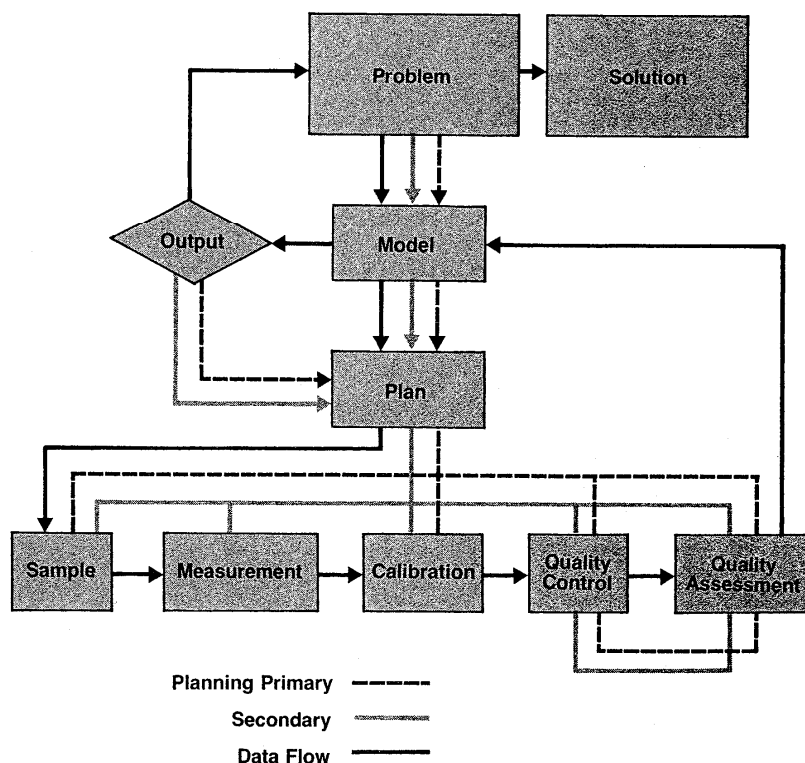 Problem
Solution
Output
Model
Plan
Sample
Measurement
Calibration
Quality
Control
Quality
Assessment
Planning Primary
Secondary
Data Flow